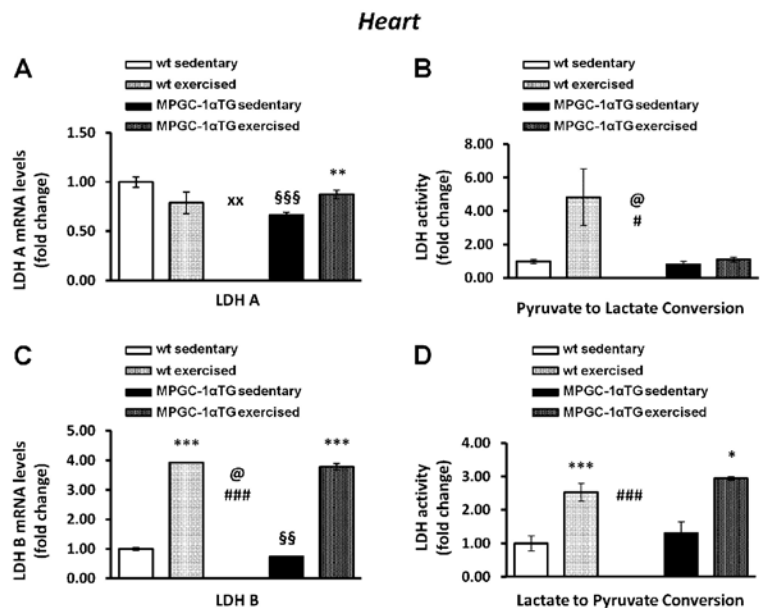 Heart
A
wt sedentary
wt exercised
MPGC-1αTG sedentary
MPGC-1αTG exercised
LDH A mRNA levels
(fold change)
1.50
1.00
0.50
0.00
xx
§§§
**
LDH A
B
wt sedentary
wt exercised
MPGC-1αTG sedentary
MPGC-1αTG exercised
LDH activity
(fold change)
8.00
6.00
4.00
2.00
0.00
@
#
Pyruvate to Lactate Conversion
C
wt sedentary
wt exercised
MPGC-1αTG sedentary
MPGC-1αTG exercised
LDH B mRNA levels
(fold change)
5.00
4.00
3.00
2.00
1.00
0.00
***
@
###
§§
***
LDH B
D
wt sedentary
wt exercised
MPGC-1αTG sedentary
MPGC-1αTG exercised
LDH activity
(fold change)
4.00
3.00
2.00
1.00
0.00
***
###
*
Lactate to Pyruvate Conversion